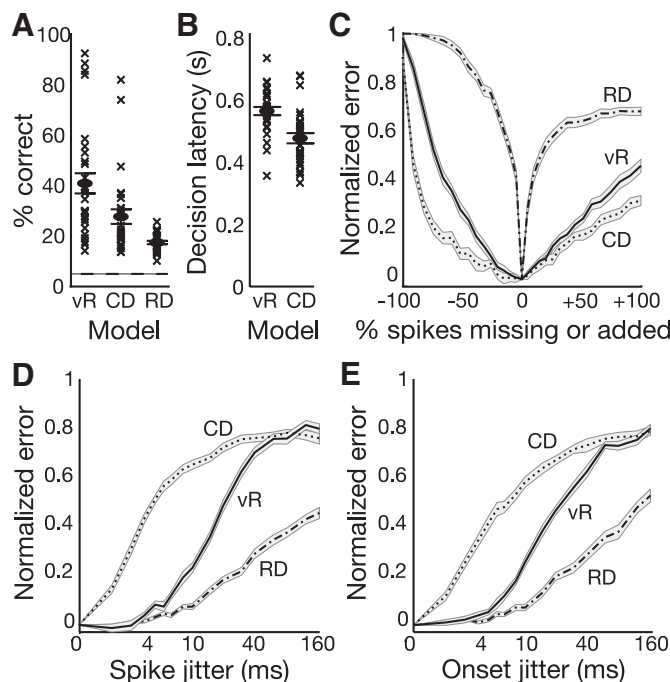 A
% correct
100
80
60
40
20
0
vR CD RD
Model
B
Decision latency (s)
0.8
0.6
0.4
0.2
0
vR CD
Model
C
Normalized error
1
0.8
0.6
0.4
0.2
0
RD
vR
CD
-100 -50 0 +50 +100
% spikes missing or added
D
Normalized error
1
0.8
0.6
0.4
0.2
0
CD
vR
RD
0 4 10 40 160
Spike jitter (ms)
E
Normalized error
1
0.8
0.6
0.4
0.2
0
CD
vR
RD
0 4 10 40 160
Onset jitter (ms)